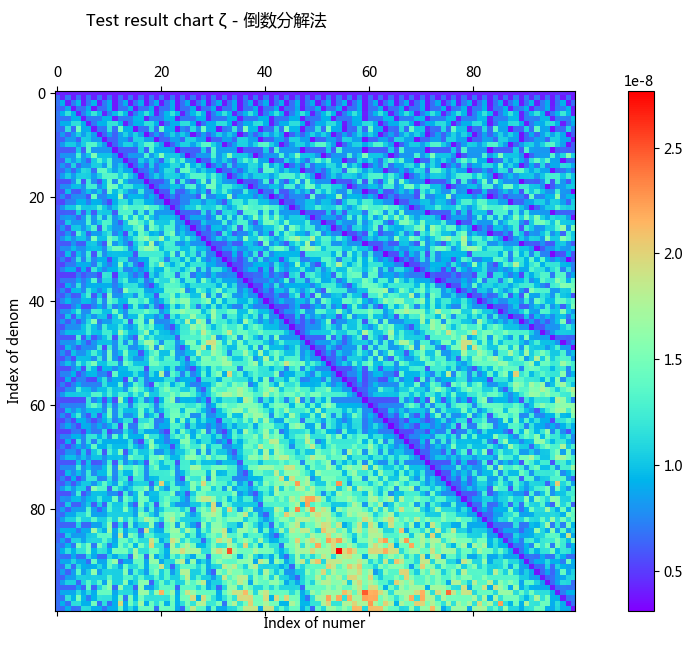 Test result chart ζ - 倒数分解法
0 20 40 60 80
1e-8
0
20
40
60
80
2.5
2.0
1.5
1.0
0.5
Index of denom
Index of numer